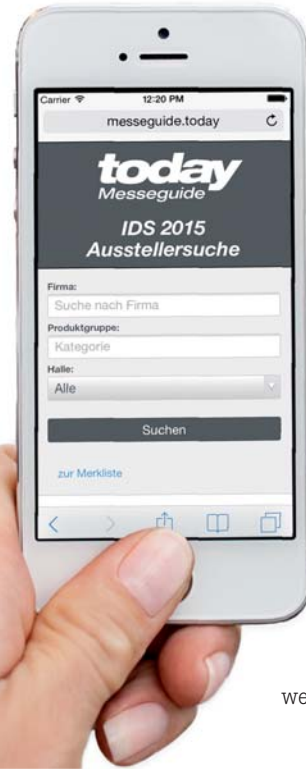 Carrier 12:20 PM
messeguide.today
today
Messeguide
IDS 2015
Ausstellersuche
Firma:
Suche nach Firma
Produktgruppe:
Kategorie
Halle:
Alle
Suchen
zur Merkliste
we